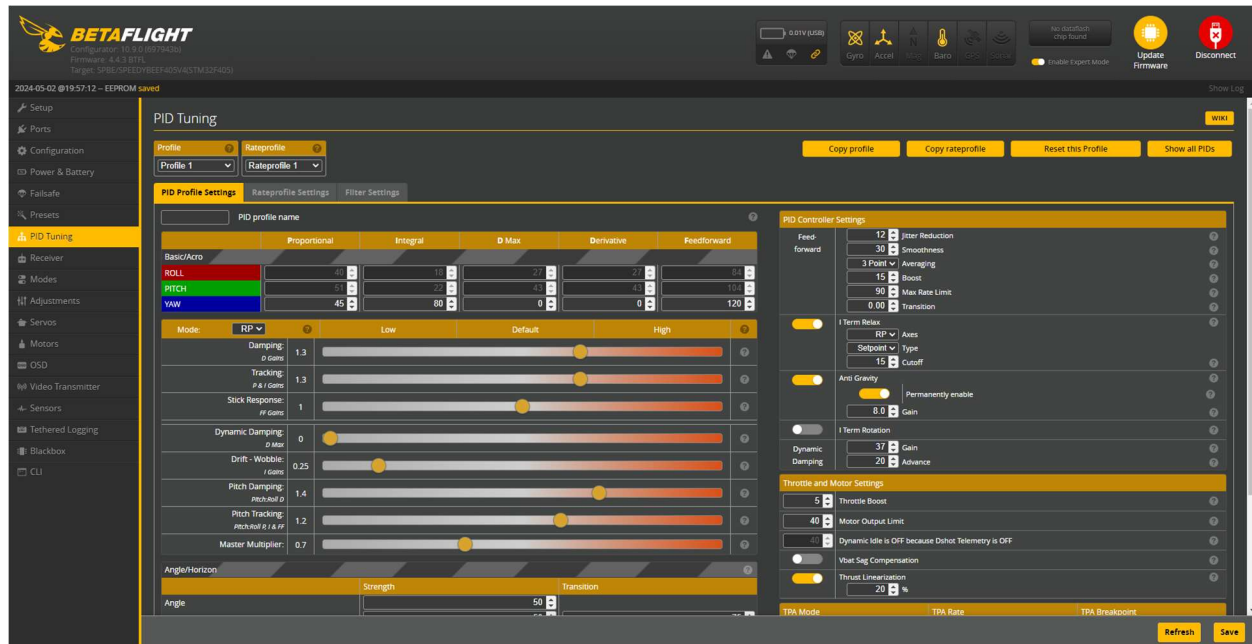 BETAFLIGHT
Configurator: 10.9.0 (697943b)
Firmware: 4.4.3 BTFL
Target: SPBE/SPEEDYBEEF405V4(STM32F405)
0.01V (USB)
Gyro Accel Mag Baro
No dataflash
chip found
Enable Expert Mode
Update
Firmware
Disconnect
2024-05-02 @19:57:12 -- EEPROM saved
Show Log
Setup
Ports
Configuration
Power & Battery
Failsafe
Presets
PID Tuning
Receiver
Modes
Adjustments
Servos
Motors
OSD
Video Transmitter
Sensors
Tethered Logging
Blackbox
CLI
PID Tuning
WIKI
Profile
Rateprofile
Profile 1
Rateprofile 1
Copy profile
Copy rateprofile
Reset this Profile
Show all PIDs
PID Profile Settings
Rateprofile Settings
Filter Settings
PID profile name
Proportional Integral D Max Derivative Feedforward
Basic/Acro
ROLL 40 18 27 27 84
PITCH 51 22 43 43 104
YAW 45 80 0 0 120
Mode: RP Low Default High
Damping:
D Gains
1.3
Tracking:
P & I Gains
1.3
Stick Response:
FF Gains
1
Dynamic Damping:
D Max
0
Drift - Wobble:
I Gains
0.25
Pitch Damping:
Pitch:Roll D
1.4
Pitch Tracking:
Pitch:Roll P, I & FF
1.2
Master Multiplier: 0.7
Angle/Horizon
Strength Transition
Angle 50
PID Controller Settings
Feed-
forward
12 Jitter Reduction
30 Smoothness
3 Point Averaging
15 Boost
90 Max Rate Limit
0.00 Transition
I Term Relax
RP Axes
Setpoint Type
15 Cutoff
Anti Gravity
Permanently enable
8.0 Gain
I Term Rotation
Dynamic
Damping
37 Gain
20 Advance
Throttle and Motor Settings
5 Throttle Boost
40 Motor Output Limit
40 Dynamic Idle is OFF because Dshot Telemetry is OFF
Vbat Sag Compensation
Thrust Linearization
20 %
TPA Mode TPA Rate TPA Breakpoint
Refresh
Save